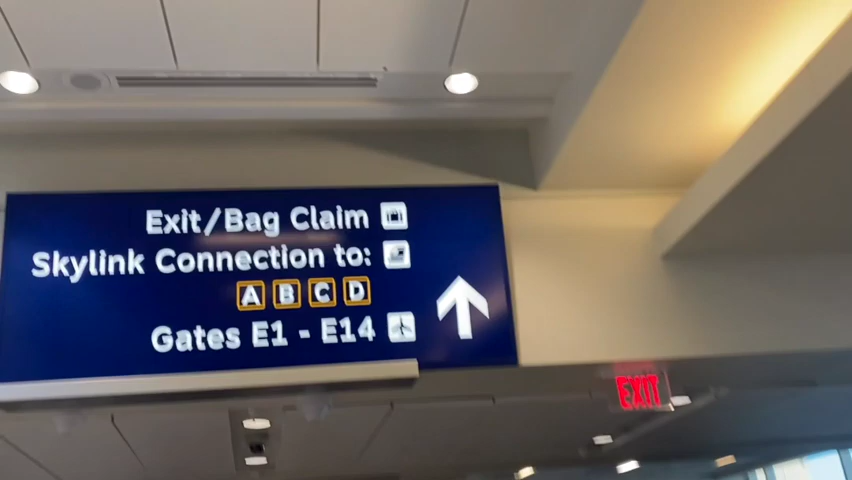 Exit/Bag Claim
Skylink Connection to:
A B C D
Gates E1 - E14
EXIT